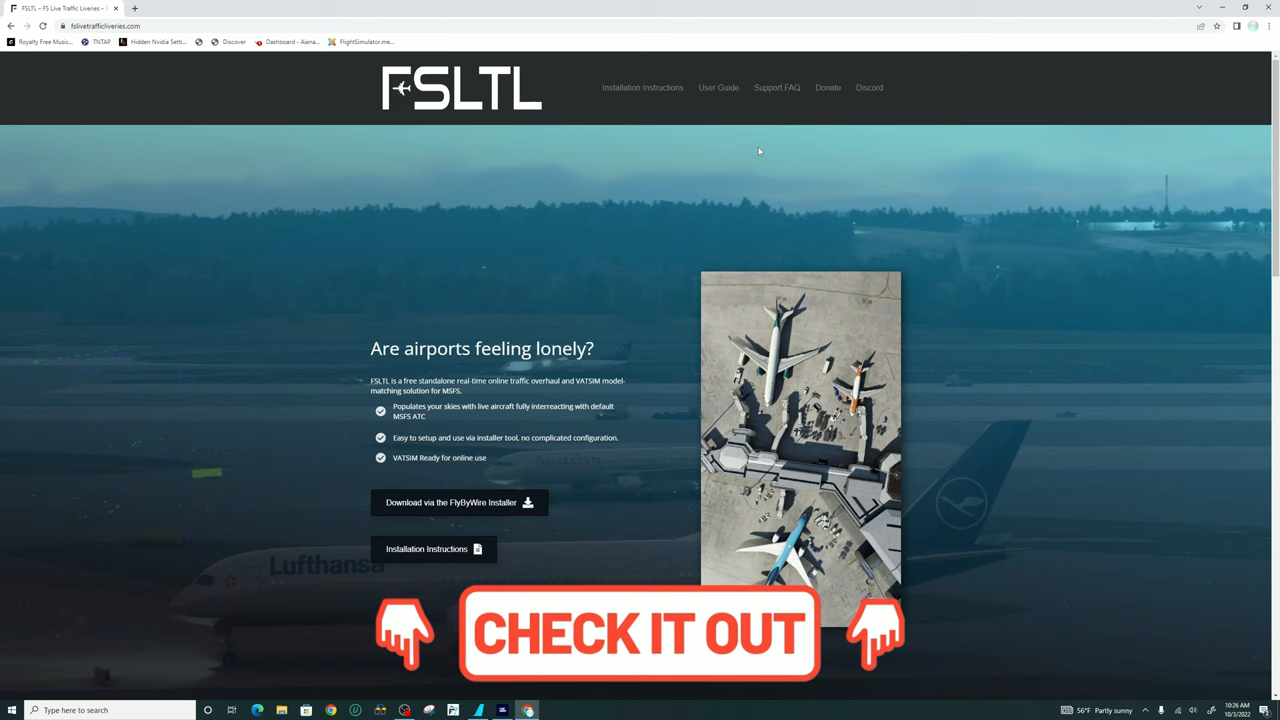 FSLTL – FS Live Traffic Liveries – F
fslivetrafficliveries.com
Royalty Free Music...
TNTAP
Hidden Nvidia Setti...
Discover
Dashboard - Aiena...
FlightSimulator.me...
FSLTL
Installation Instructions
User Guide
Support FAQ
Donate
Discord
Are airports feeling lonely?
FSLTL is a free standalone real-time online traffic overhaul and VATSIM model-
matching solution for MSFS.
Populates your skies with live aircraft fully interreacting with default
MSFS ATC
Easy to setup and use via installer tool, no complicated configuration.
VATSIM Ready for online use
Austrian
Download via the FlyByWire Installer
Installation Instructions
Lufthansa
CHECK IT OUT
Type here to search
56°F Partly sunny
10:26 AM
10/3/2022